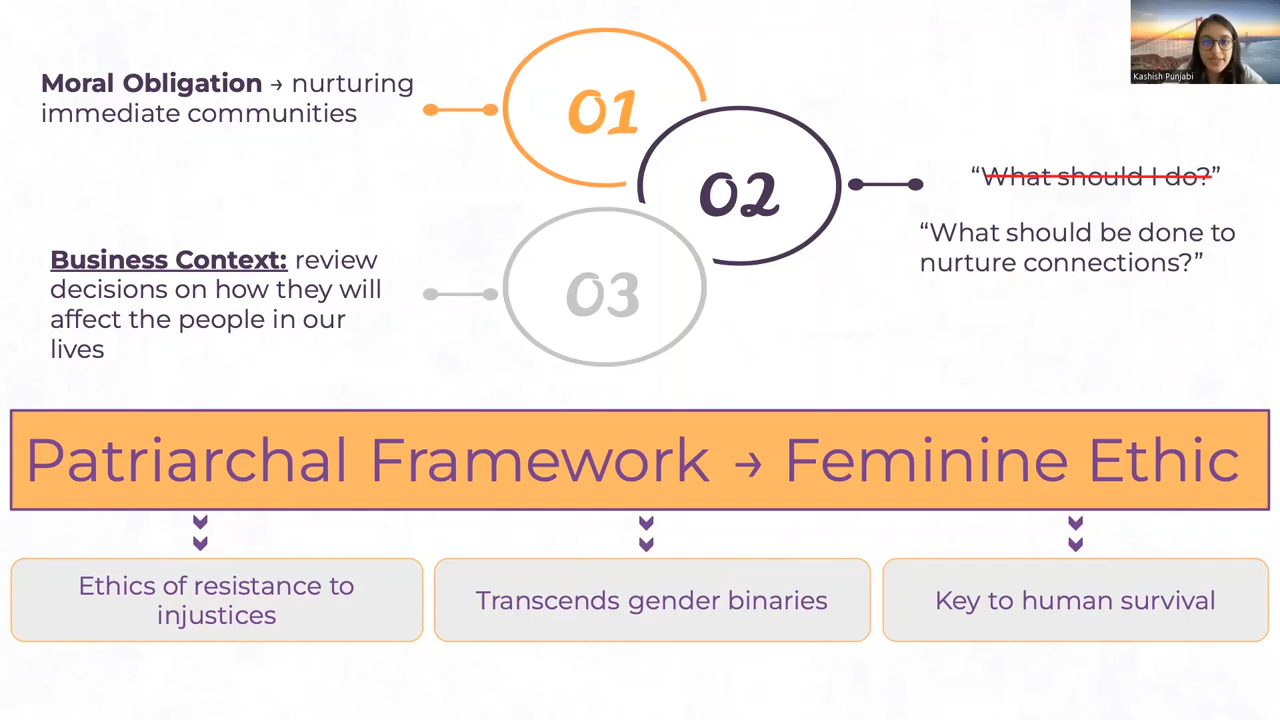 Kashish Punjabi
Moral Obligation → nurturing
immediate communities
01
02
“What should I do?”
“What should be done to
nurture connections?”
Business Context: review
decisions on how they will
affect the people in our
lives
03
Patriarchal Framework → Feminine Ethic
Ethics of resistance to
injustices
Transcends gender binaries
Key to human survival